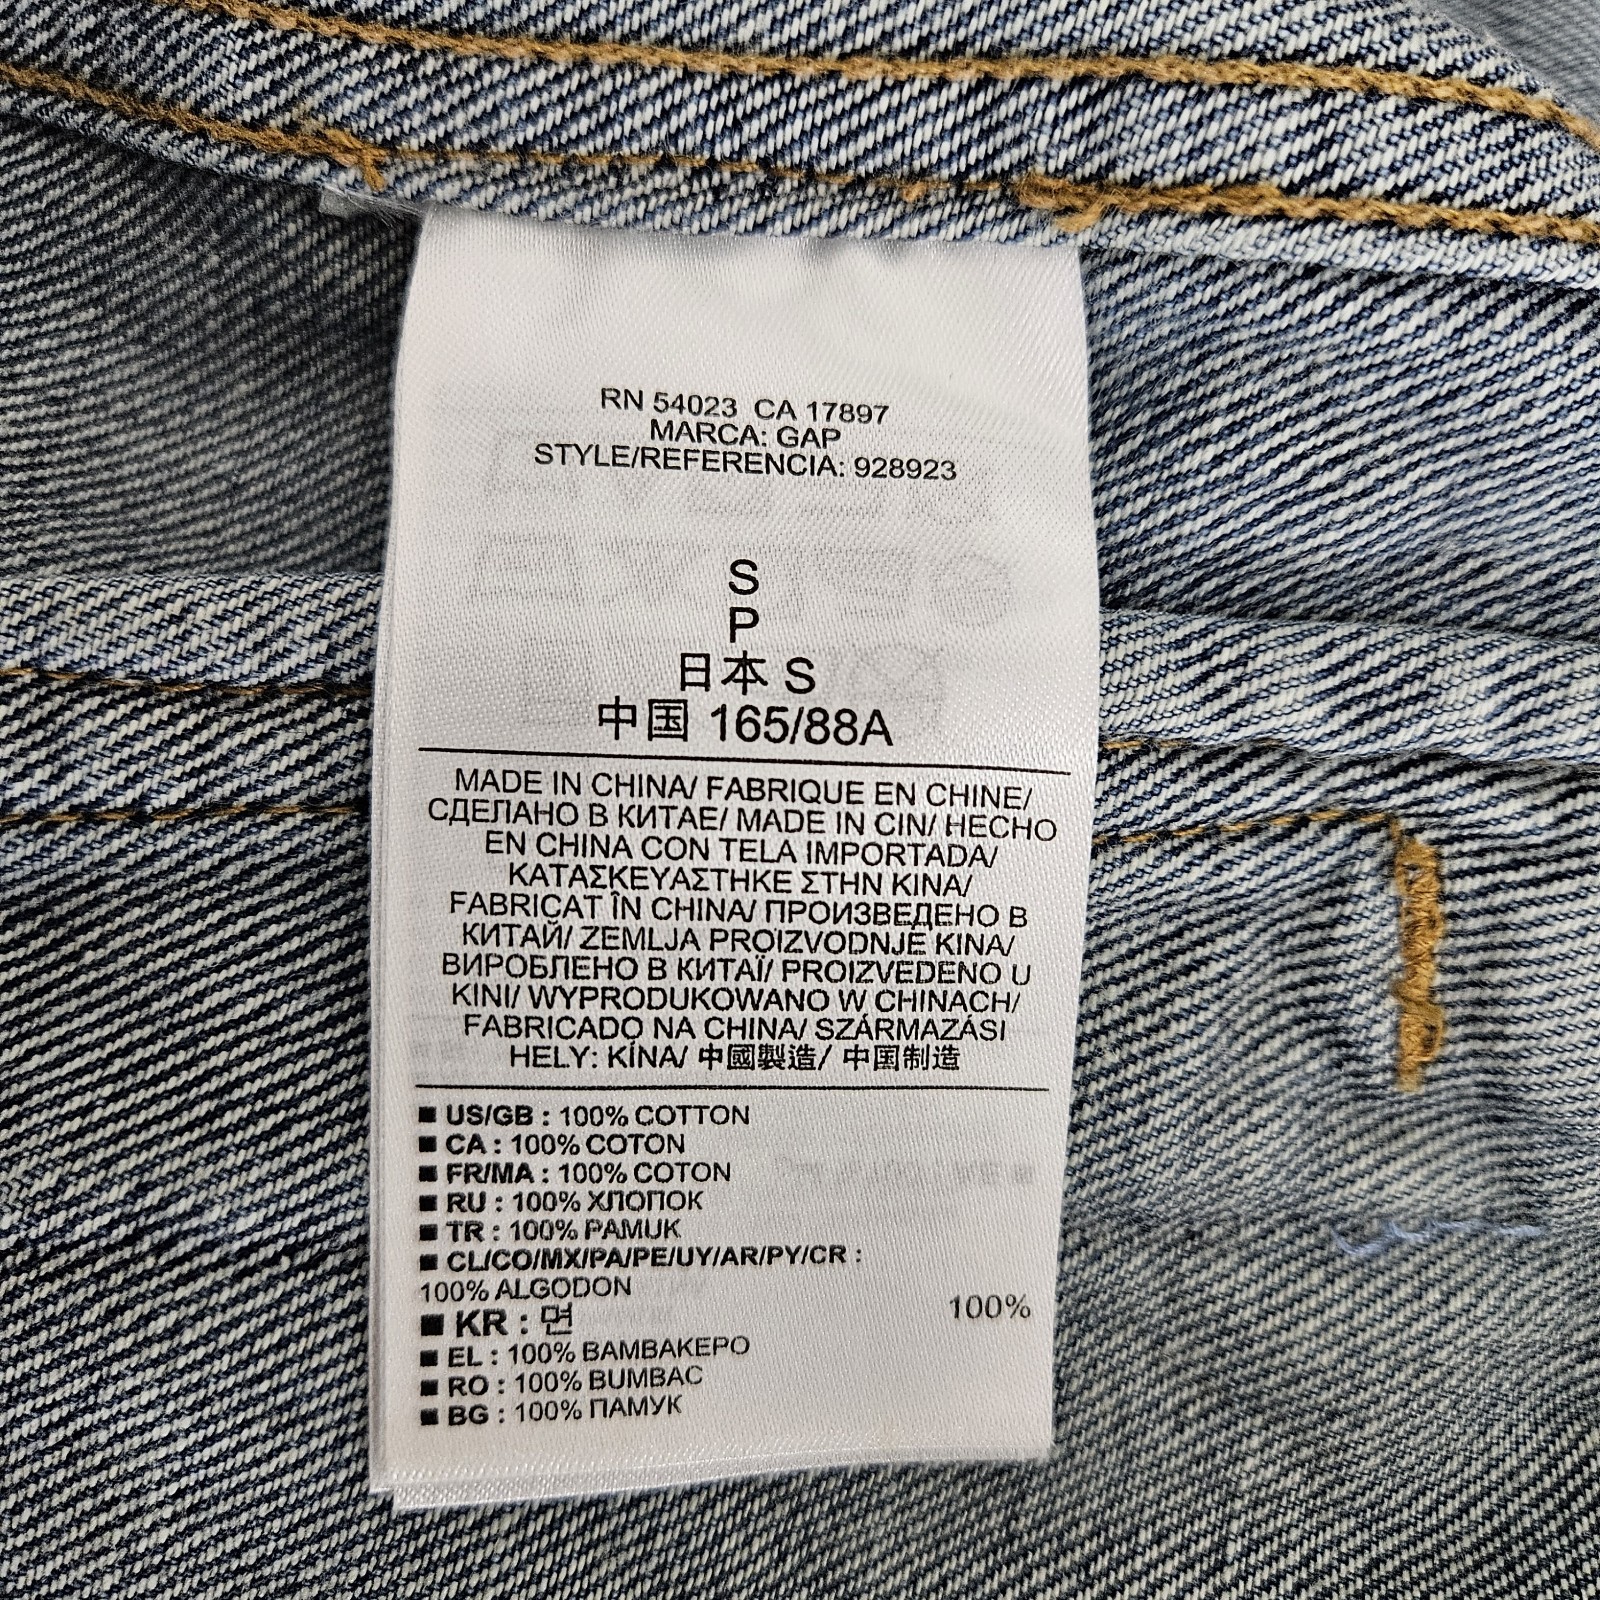 RN 54023 CA 17897
MARCA: GAP
STYLE/REFERENCIA: 928923
S
P
日本 S
中国 165/88A
MADE IN CHINA/ FABRIQUE EN CHINE/
СДЕЛАНО В КИТАЕ/ MADE IN CIN/ HECHO
EN CHINA CON TELA IMPORTADA/
ΚΑΤΑΣΚΕΥΑΣΤΗΚΕ ΣΤΗΝ ΚΙΝΑ/
FABRICAT ÎN CHINA/ ПРОИЗВЕДЕНО В
КИТАЙ/ ZEMLJA PROIZVODNJE KINA/
ВИРОБЛЕНО В КИТАЇ/ PROIZVEDENO U
KINI/ WYPRODUKOWANO W CHINACH/
FABRICADO NA CHINA/ SZÁRMAZÁSI
HELY: KÍNA/ 中國製造/ 中国制造
■ US/GB : 100% COTTON
■ CA : 100% COTON
■ FR/MA : 100% COTON
■ RU : 100% ХЛОПОК
■ TR : 100% PAMUK
■ CL/CO/MX/PA/PE/UY/AR/PY/CR :
100% ALGODON
■ KR : 면 100%
■ EL : 100% ΒΑΜΒΑΚΕΡΟ
■ RO : 100% BUMBAC
■ BG : 100% ПАМУК